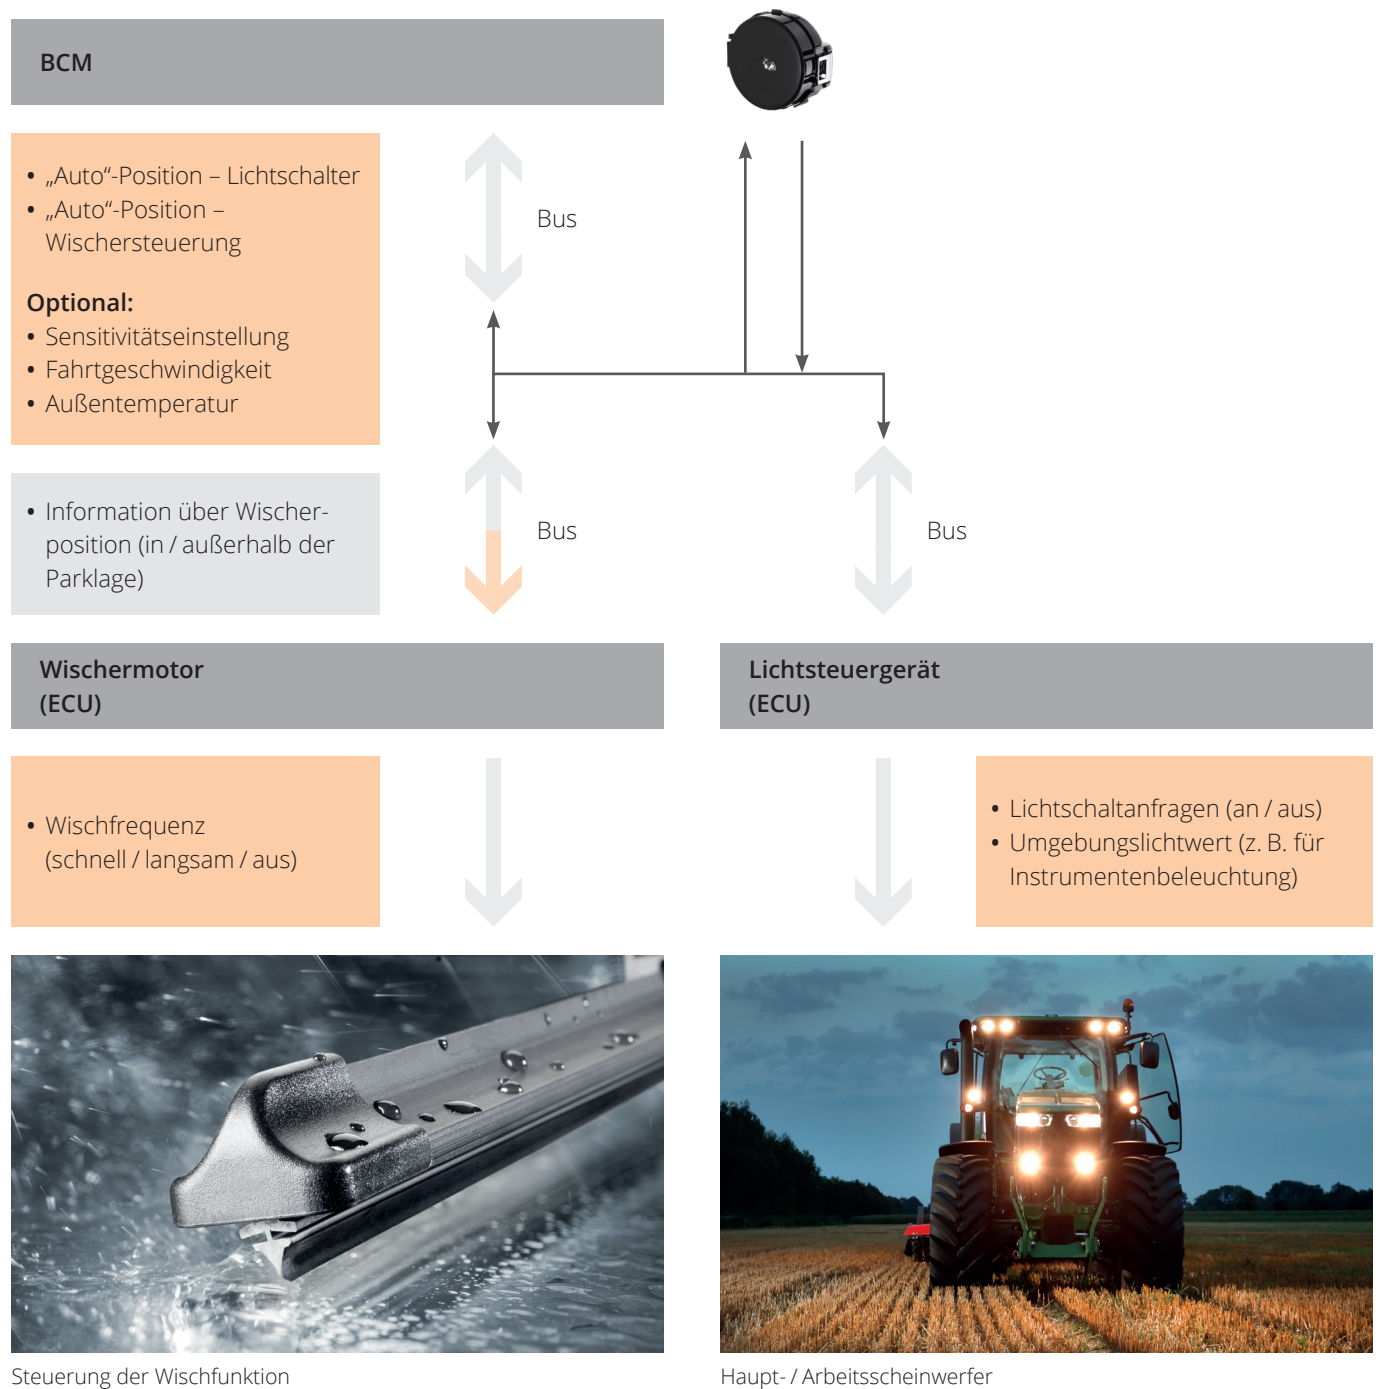 BCM
• „Auto“-Position – Lichtschalter
• „Auto“-Position –
Wischersteuerung
Optional:
• Sensitivitätseinstellung
• Fahrtgeschwindigkeit
• Außentemperatur
Bus
• Information über Wischer-
position (in / außerhalb der
Parklage)
Bus
Bus
Wischermotor
(ECU)
Lichtsteuergerät
(ECU)
• Wischfrequenz
(schnell / langsam / aus)
• Lichtschaltanfragen (an / aus)
• Umgebungslichtwert (z. B. für
Instrumentenbeleuchtung)
Steuerung der Wischfunktion
Haupt- / Arbeitsscheinwerfer